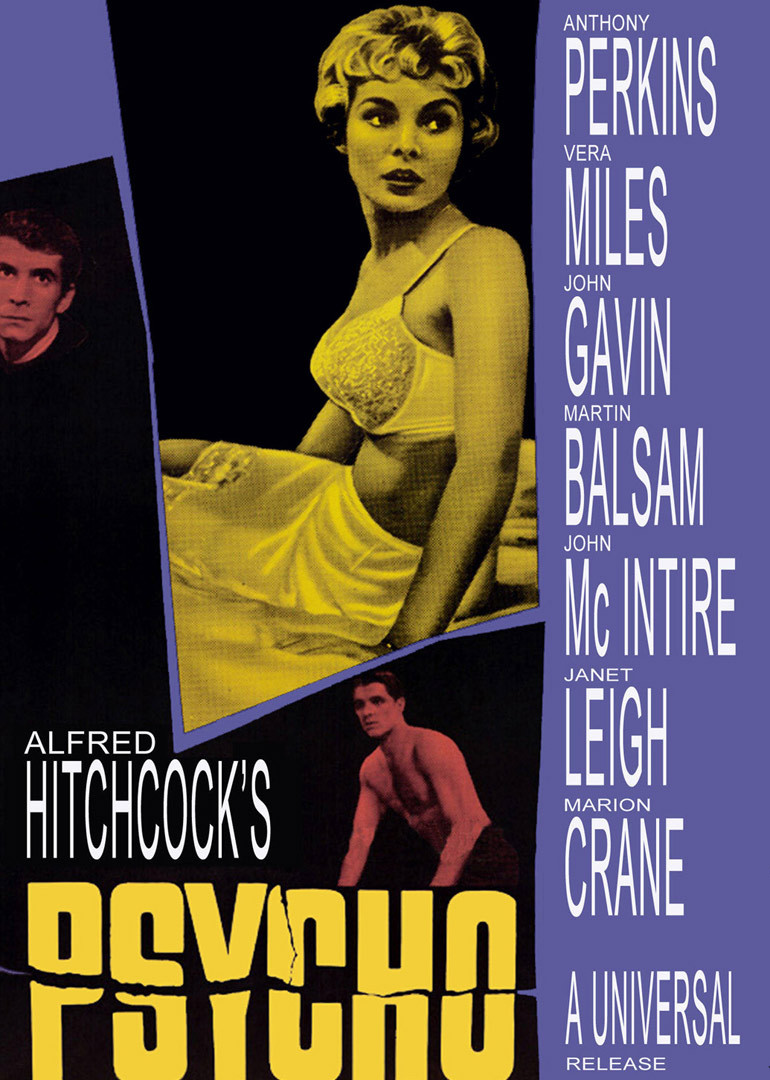 ANTHONY
PERKINS
VERA
MILES
JOHN
GAVIN
MARTIN
BALSAM
JOHN
Mc INTIRE
JANET
LEIGH
MARION
CRANE
A UNIVERSAL
RELEASE
ALFRED
HITCHCOCK'S
PSYCHO